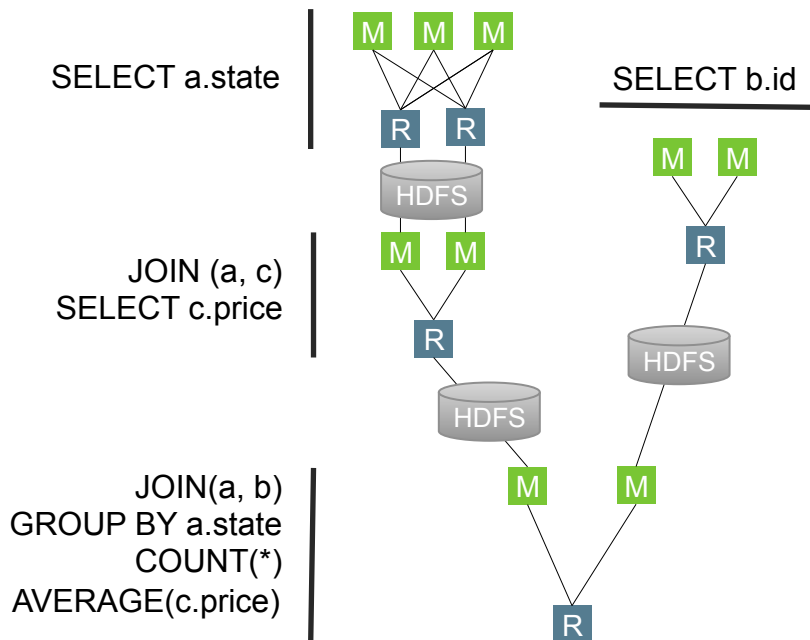 M M M
SELECT a.state
SELECT b.id
R R
M M
HDFS
R
M M
JOIN (a, c)
SELECT c.price
R
HDFS
HDFS
M M
JOIN(a, b)
GROUP BY a.state
COUNT(*)
AVERAGE(c.price)
R